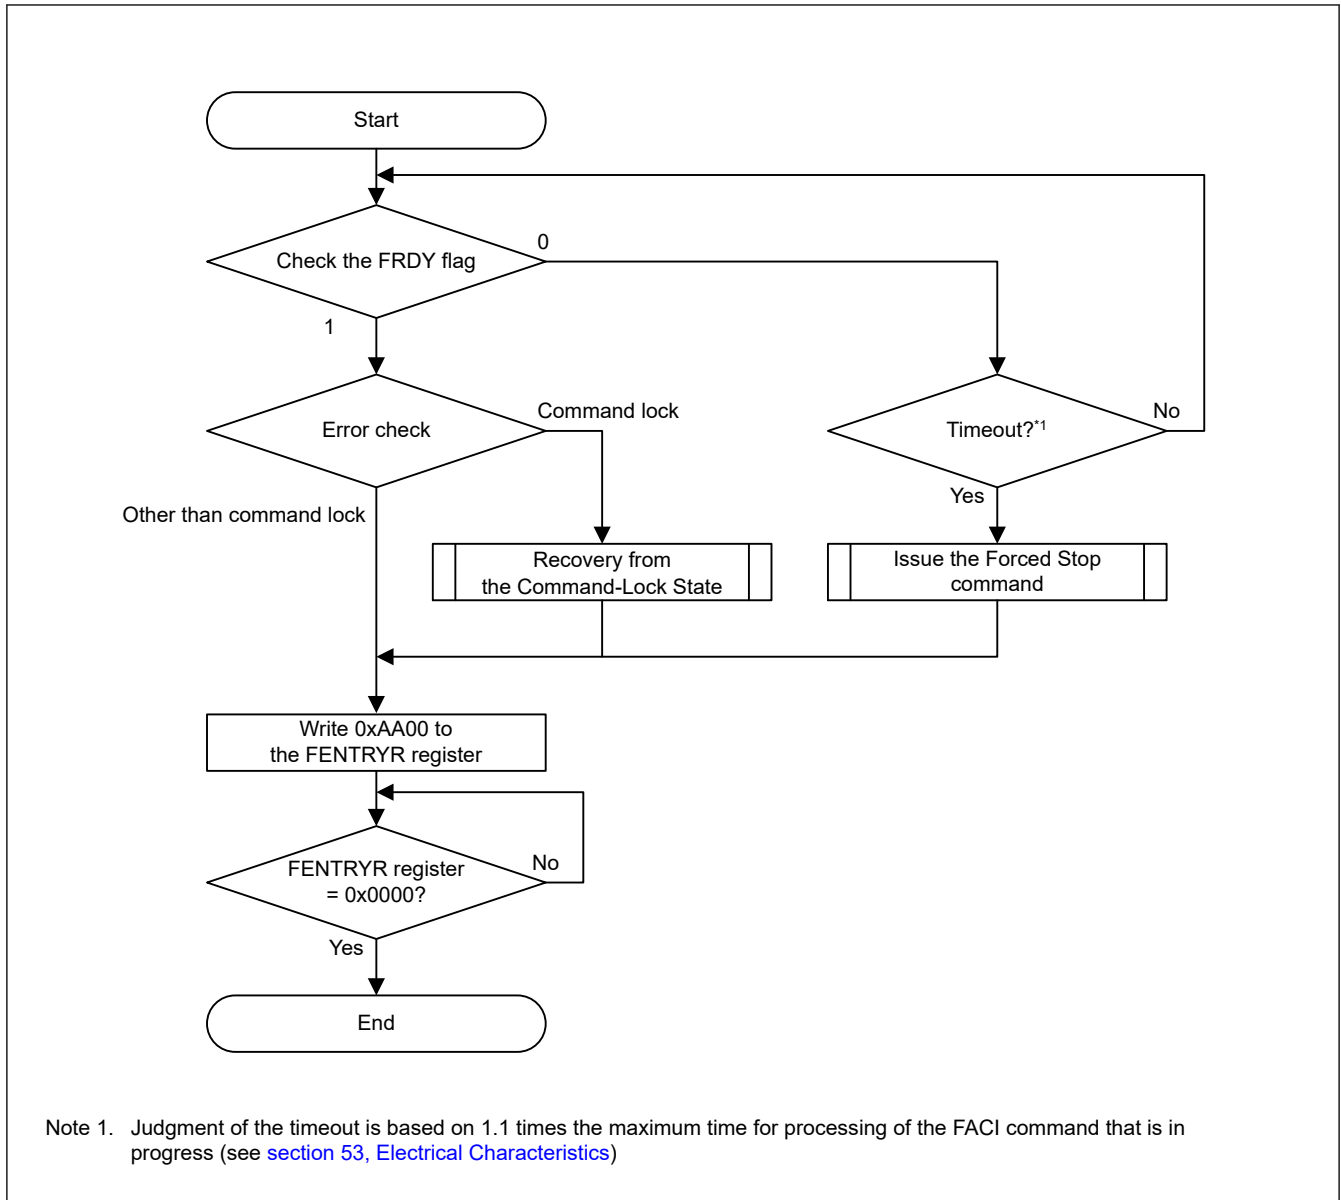 Start
Check the FRDY flag
0
1
Error check
Command lock
Timeout?*1
No
Other than command lock
Yes
Recovery from
the Command-Lock State
Issue the Forced Stop
command
Write 0xAA00 to
the FENTRYR register
FENTRYR register
= 0x0000?
No
Yes
End
Note 1. Judgment of the timeout is based on 1.1 times the maximum time for processing of the FACI command that is in
progress (see section 53, Electrical Characteristics)